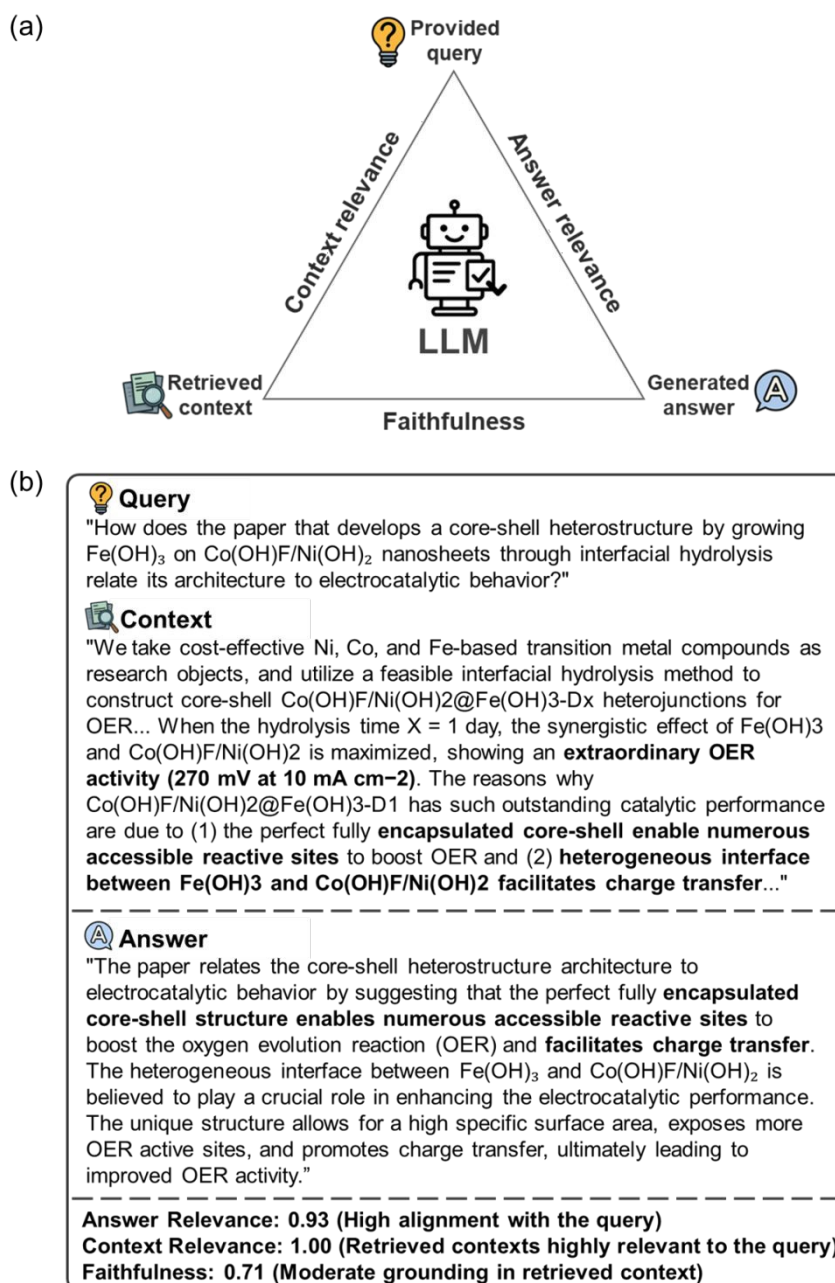 (a)
Provided
query
Context relevance
Answer relevance
LLM
Retrieved
context
Generated
answer
A
Faithfulness
(b)
Query
"How does the paper that develops a core-shell heterostructure by growing
Fe(OH)₃ on Co(OH)F/Ni(OH)₂ nanosheets through interfacial hydrolysis
relate its architecture to electrocatalytic behavior?"
Context
"We take cost-effective Ni, Co, and Fe-based transition metal compounds as
research objects, and utilize a feasible interfacial hydrolysis method to
construct core-shell Co(OH)F/Ni(OH)2@Fe(OH)3-Dx heterojunctions for
OER... When the hydrolysis time X = 1 day, the synergistic effect of Fe(OH)3
and Co(OH)F/Ni(OH)2 is maximized, showing an extraordinary OER
activity (270 mV at 10 mA cm−2). The reasons why
Co(OH)F/Ni(OH)2@Fe(OH)3-D1 has such outstanding catalytic performance
are due to (1) the perfect fully encapsulated core-shell enable numerous
accessible reactive sites to boost OER and (2) heterogeneous interface
between Fe(OH)3 and Co(OH)F/Ni(OH)2 facilitates charge transfer..."
A Answer
"The paper relates the core-shell heterostructure architecture to
electrocatalytic behavior by suggesting that the perfect fully encapsulated
core-shell structure enables numerous accessible reactive sites to
boost the oxygen evolution reaction (OER) and facilitates charge transfer.
The heterogeneous interface between Fe(OH)₃ and Co(OH)F/Ni(OH)₂ is
believed to play a crucial role in enhancing the electrocatalytic performance.
The unique structure allows for a high specific surface area, exposes more
OER active sites, and promotes charge transfer, ultimately leading to
improved OER activity.”
Answer Relevance: 0.93 (High alignment with the query)
Context Relevance: 1.00 (Retrieved contexts highly relevant to the query)
Faithfulness: 0.71 (Moderate grounding in retrieved context)